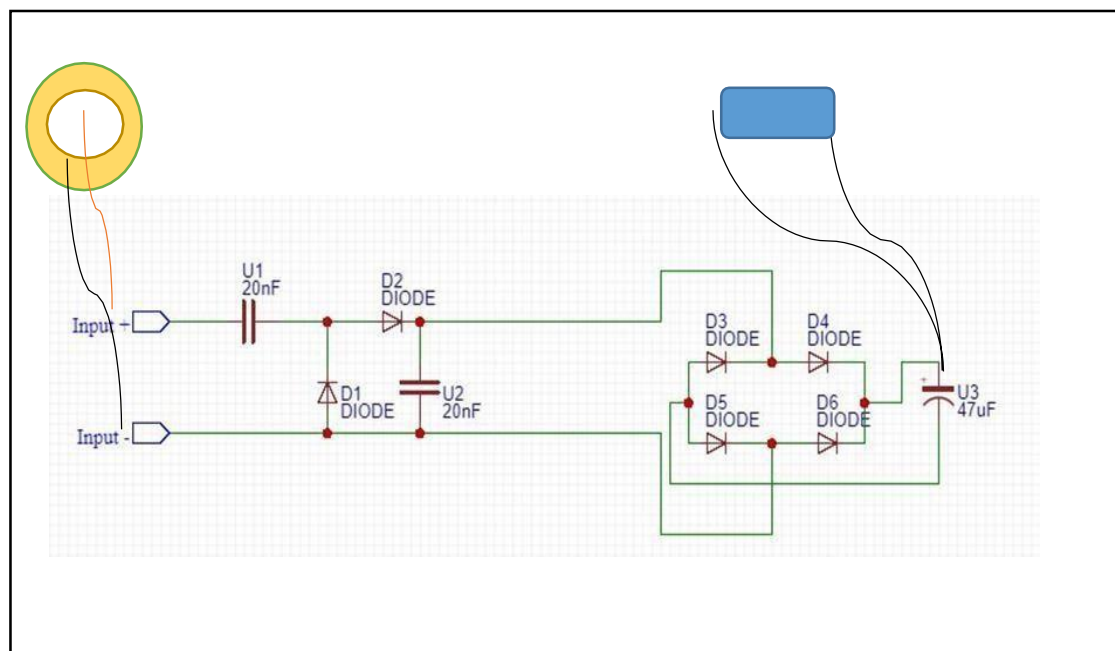 U1
20nF
D2
DIODE
Input +
D3
DIODE
D4
DIODE
D1
DIODE
U2
20nF
+
U3
47uF
D5
DIODE
D6
DIODE
Input -